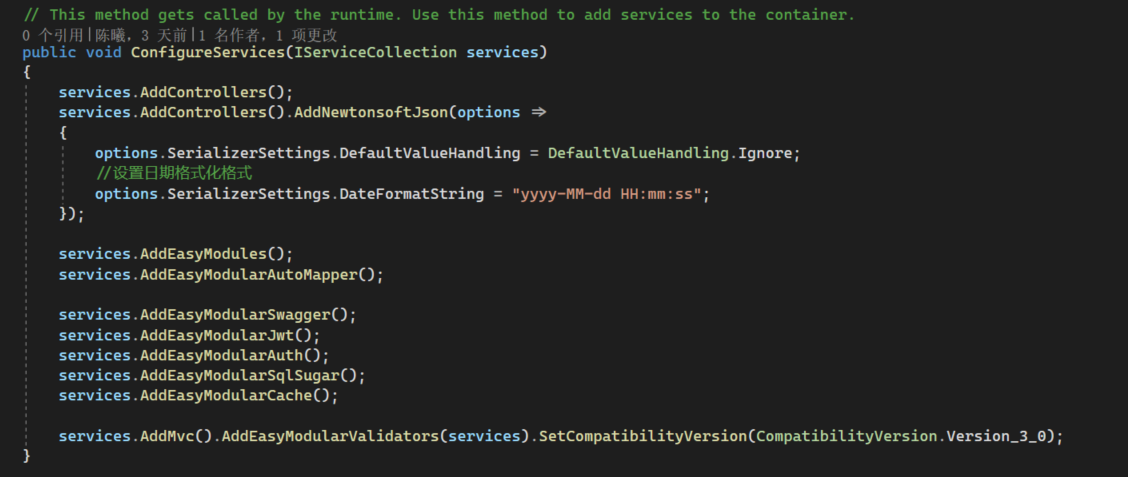 // This method gets called by the runtime. Use this method to add services to the container.
0 个引用|陈曦，3 天前|1 名作者，1 项更改
public void ConfigureServices(IServiceCollection services)
{
services.AddControllers();
services.AddControllers().AddNewtonsoftJson(options =>
{
options.SerializerSettings.DefaultValueHandling = DefaultValueHandling.Ignore;
//设置日期格式化格式
options.SerializerSettings.DateFormatString = "yyyy-MM-dd HH:mm:ss";
});
services.AddEasyModules();
services.AddEasyModularAutoMapper();
services.AddEasyModularSwagger();
services.AddEasyModularJwt();
services.AddEasyModularAuth();
services.AddEasyModularSqlSugar();
services.AddEasyModularCache();
services.AddMvc().AddEasyModularValidators(services).SetCompatibilityVersion(CompatibilityVersion.Version_3_0);
}